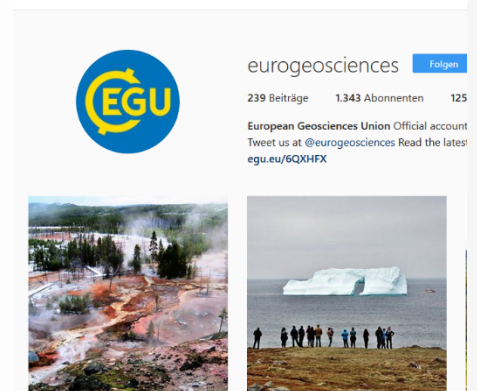 EGU
eurogeosciences Folgen
239 Beiträge 1.343 Abonnenten 125
European Geosciences Union Official account
Tweet us at @eurogeosciences Read the latest
egu.eu/6QXHFX